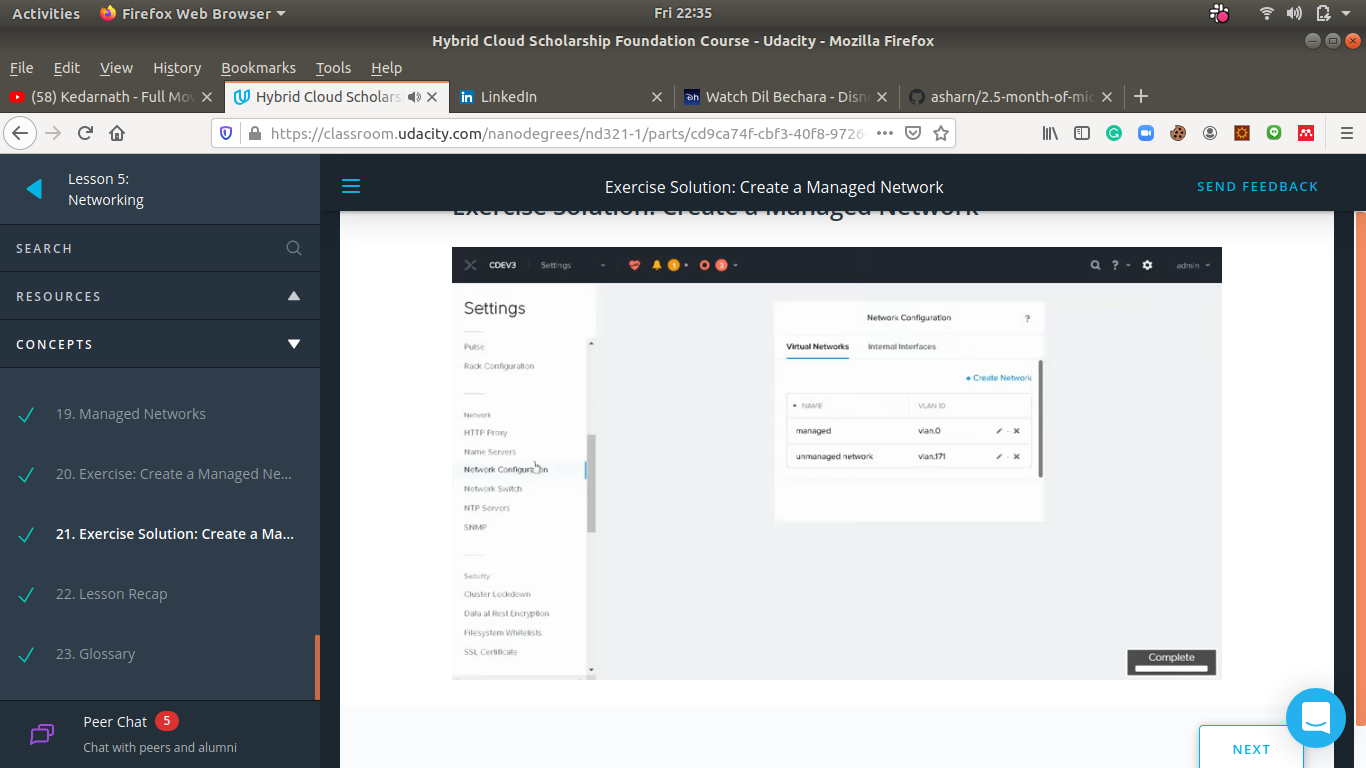 Activities Firefox Web Browser Fri 22:35
Hybrid Cloud Scholarship Foundation Course - Udacity - Mozilla Firefox
File Edit View History Bookmarks Tools Help
(58) Kedarnath - Full Mov Hybrid Cloud Scholars LinkedIn Watch Dil Bechara - Disn asharn/2.5-month-of-mic
https://classroom.udacity.com/nanodegrees/nd321-1/parts/cd9ca74f-cbf3-40f8-9726-
Lesson 5:
Networking
SEARCH
RESOURCES
CONCEPTS
19. Managed Networks
20. Exercise: Create a Managed Ne...
21. Exercise Solution: Create a Ma...
22. Lesson Recap
23. Glossary
Peer Chat 5
Chat with peers and alumni
Exercise Solution: Create a Managed Network
SEND FEEDBACK
Exercise Solution: Create a Managed Network
CDEV3 Settings 1 3 ? admin
Settings
Pulse
Rack Configuration
Network
HTTP Proxy
Name Servers
Network Configuration
Network Switch
NTP Servers
SNMP
Security
Cluster Lockdown
Data at Rest Encryption
Filesystem Whitelists
SSL Certificate
Network Configuration ?
Virtual Networks Internal Interfaces
+ Create Network
NAME VLAN ID
managed vlan.0
unmanaged network vlan.171
Complete
NEXT